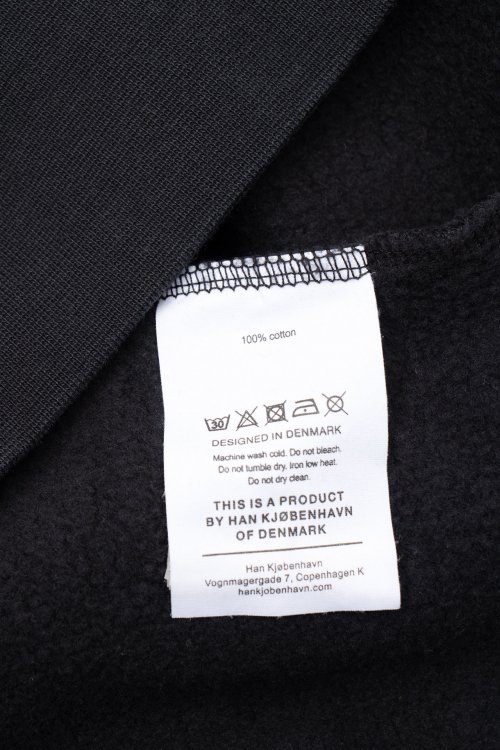 100% cotton
30
DESIGNED IN DENMARK
Machine wash cold. Do not bleach.
Do not tumble dry. Iron low heat.
Do not dry clean.
THIS IS A PRODUCT
BY HAN KJØBENHAVN
OF DENMARK
Han Kjøbenhavn
Vognmagergade 7, Copenhagen K
hankjobenhavn.com